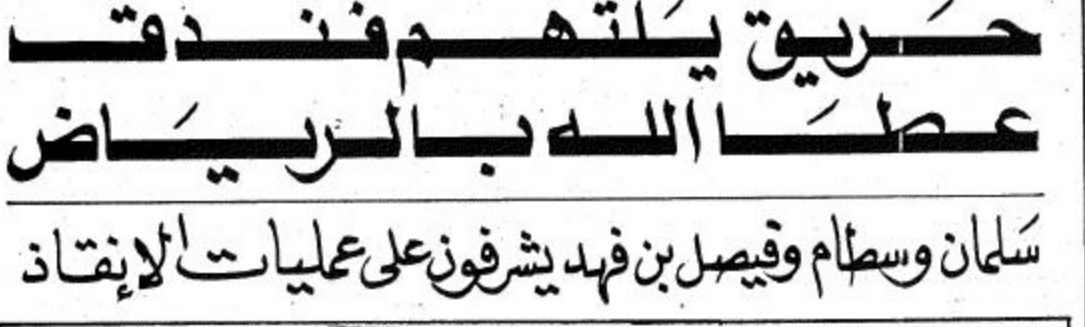 حريق يلتهم فندق
عطا الله بالرياض
سلمان وسطام وفيصل بن فهد يشرفون على عمليات الإنقاذ